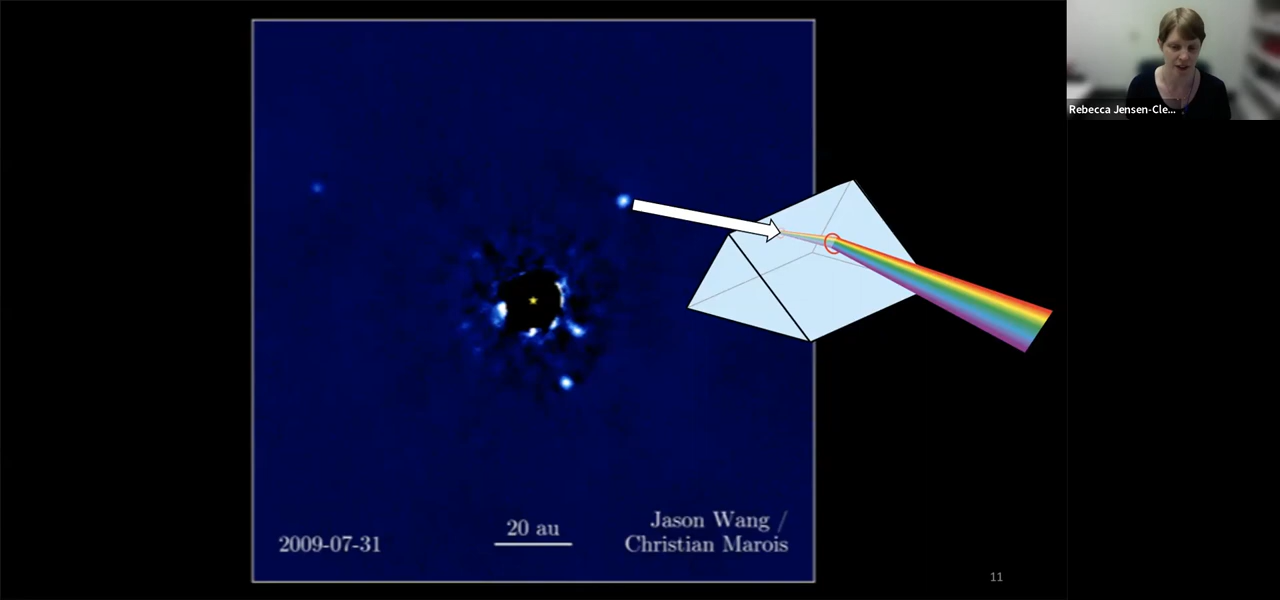 Rebecca Jensen-Cle...
20 au
Jason Wang /
2009-07-31
Christian Marois
11